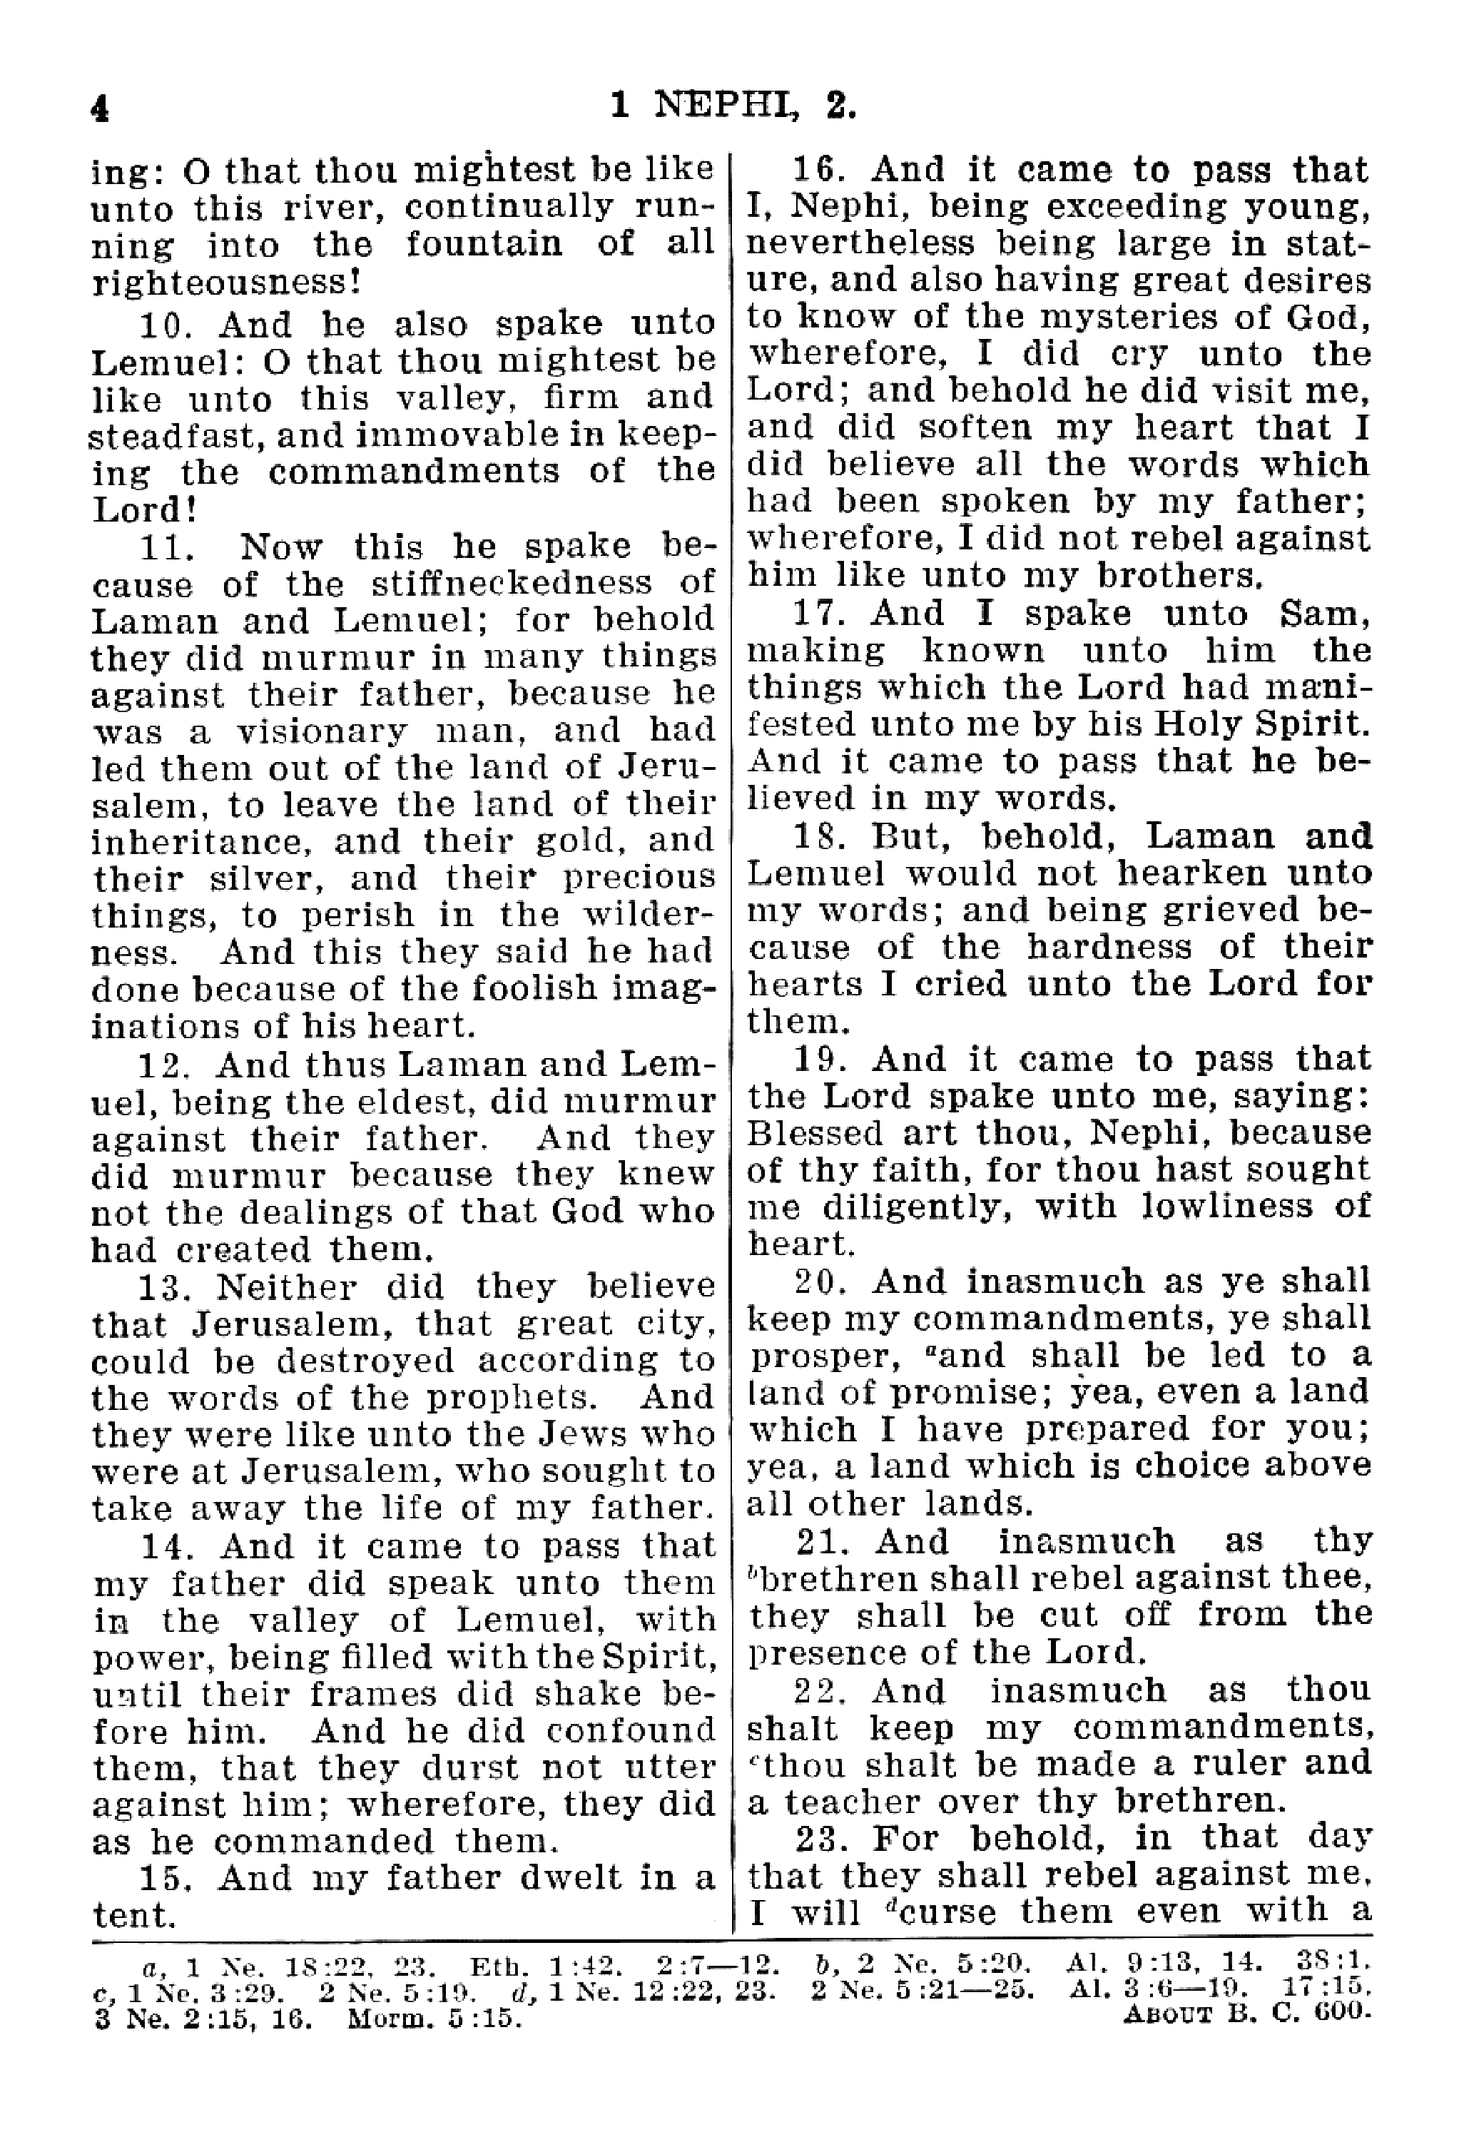 4
1 NEPHI, 2.
ing: O that thou mightest be like
unto this river, continually run-
ning into the fountain of all
righteousness!
10. And he also spake unto
Lemuel: O that thou mightest be
like unto this valley, firm and
steadfast, and immovable in keep-
ing the commandments of the
Lord!
11. Now this he spake be-
cause of the stiffneckedness of
Laman and Lemuel; for behold
they did murmur in many things
against their father, because he
was a visionary man, and had
led them out of the land of Jeru-
salem, to leave the land of their
inheritance, and their gold, and
their silver, and their precious
things, to perish in the wilder-
ness. And this they said he had
done because of the foolish imag-
inations of his heart.
12. And thus Laman and Lem-
uel, being the eldest, did murmur
against their father. And they
did murmur because they knew
not the dealings of that God who
had created them.
13. Neither did they believe
that Jerusalem, that great city,
could be destroyed according to
the words of the prophets. And
they were like unto the Jews who
were at Jerusalem, who sought to
take away the life of my father.
14. And it came to pass that
my father did speak unto them
in the valley of Lemuel, with
power, being filled with the Spirit,
until their frames did shake be-
fore him. And he did confound
them, that they durst not utter
against him; wherefore, they did
as he commanded them.
15. And my father dwelt in a
tent.
16. And it came to pass that
I, Nephi, being exceeding young,
nevertheless being large in stat-
ure, and also having great desires
to know of the mysteries of God,
wherefore, I did cry unto the
Lord; and behold he did visit me,
and did soften my heart that I
did believe all the words which
had been spoken by my father;
wherefore, I did not rebel against
him like unto my brothers.
17. And I spake unto Sam,
making known unto him the
things which the Lord had mani-
fested unto me by his Holy Spirit.
And it came to pass that he be-
lieved in my words.
18. But, behold, Laman and
Lemuel would not hearken unto
my words; and being grieved be-
cause of the hardness of their
hearts I cried unto the Lord for
them.
19. And it came to pass that
the Lord spake unto me, saying:
Blessed art thou, Nephi, because
of thy faith, for thou hast sought
me diligently, with lowliness of
heart.
20. And inasmuch as ye shall
keep my commandments, ye shall
prosper, ᵃand shall be led to a
land of promise; yea, even a land
which I have prepared for you;
yea, a land which is choice above
all other lands.
21. And inasmuch as thy
ᵇbrethren shall rebel against thee,
they shall be cut off from the
presence of the Lord.
22. And inasmuch as thou
shalt keep my commandments,
ᶜthou shalt be made a ruler and
a teacher over thy brethren.
23. For behold, in that day
that they shall rebel against me,
I will ᵈcurse them even with a
a, 1 Ne. 18:22, 23. Eth. 1:42. 2:7—12. b, 2 Ne. 5:20. Al. 9:13, 14. 38:1.
c, 1 Ne. 3:29. 2 Ne. 5:19. d, 1 Ne. 12:22, 23. 2 Ne. 5:21—25. Al. 3:6—19. 17:15.
3 Ne. 2:15, 16. Morm. 5:15. ABOUT B. C. 600.